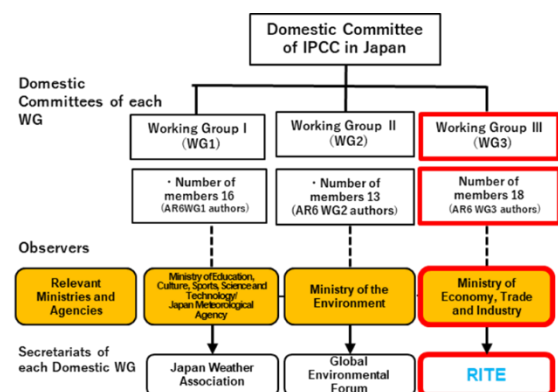 Domestic Committee
of IPCC in Japan
Domestic
Committees of each
WG
Working Group I
(WG1)
Working Group II
(WG2)
Working Group III
(WG3)
・Number of
members 16
(AR6WG1 authors)
・Number of
members 13
(AR6 WG2 authors)
Number of
members 18
(AR6 WG3 authors)
Observers
Relevant
Ministries and
Agencies
Ministry of Education,
Culture, Sports, Science and
Technology/
Japan Meteorological
Agency
Ministry of the
Environment
Ministry of
Economy, Trade
and Industry
Secretariats
of each Domestic WG
Japan Weather
Association
Global
Environmental
Forum
RITE